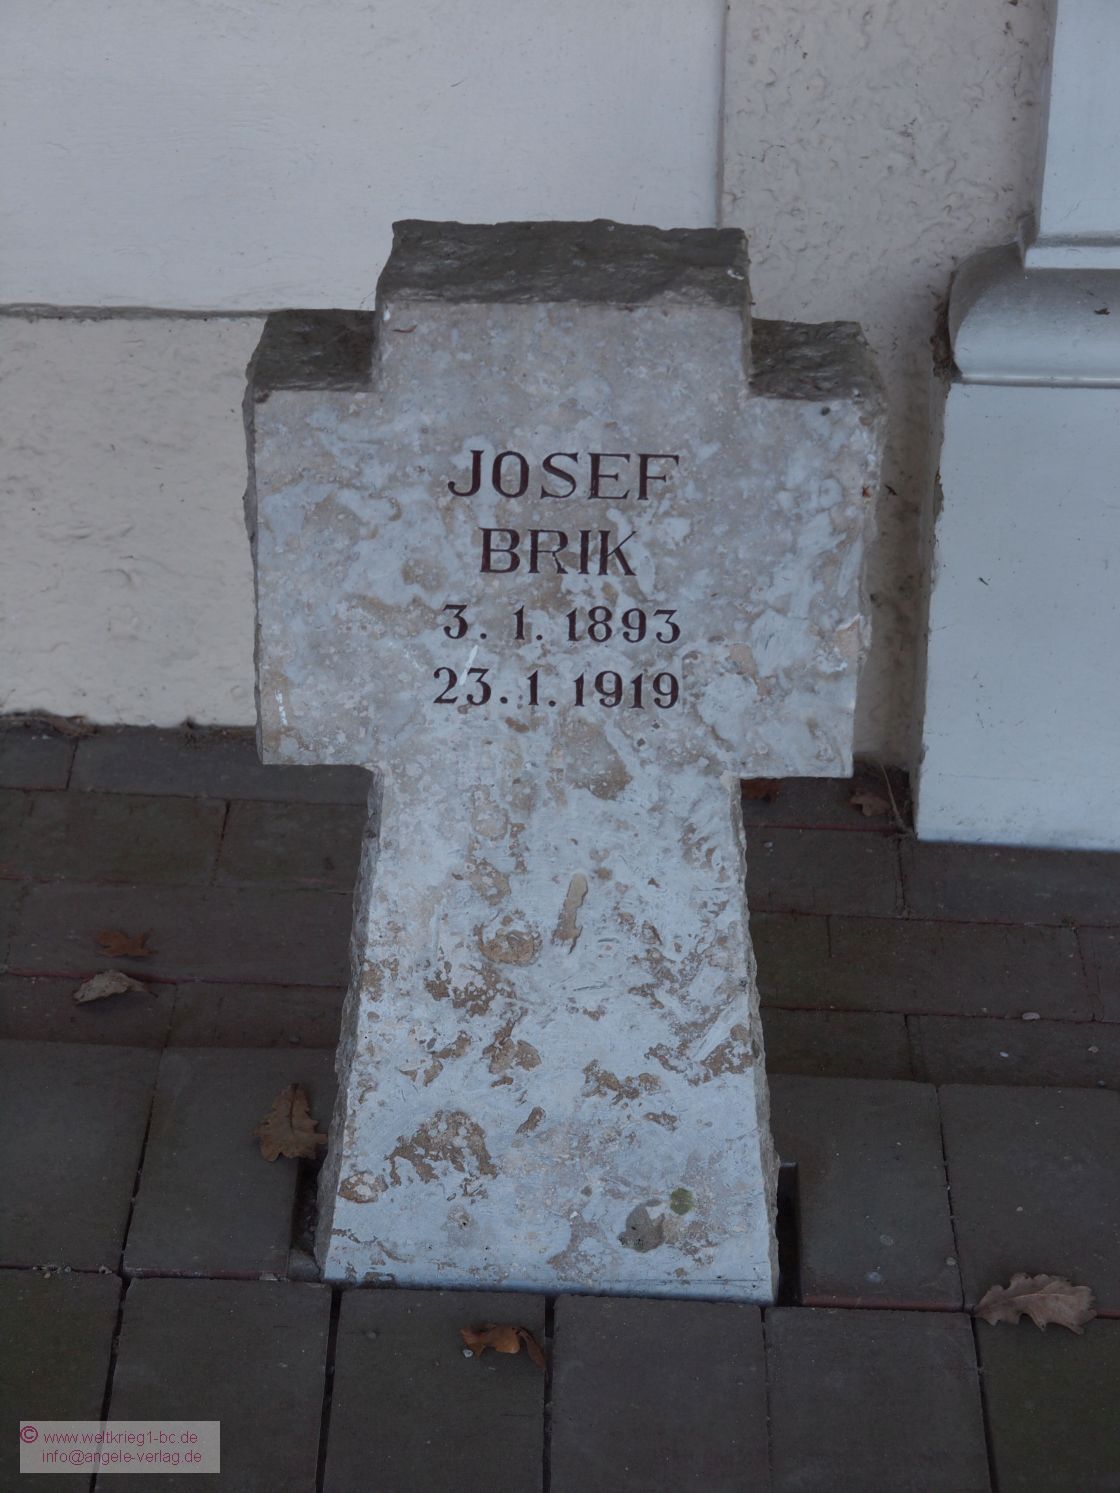 JOSEF
BRIK
3. 1. 1893
23. 1. 1919
© www.weltkrieg1-bc.de
info@angele-verlag.de